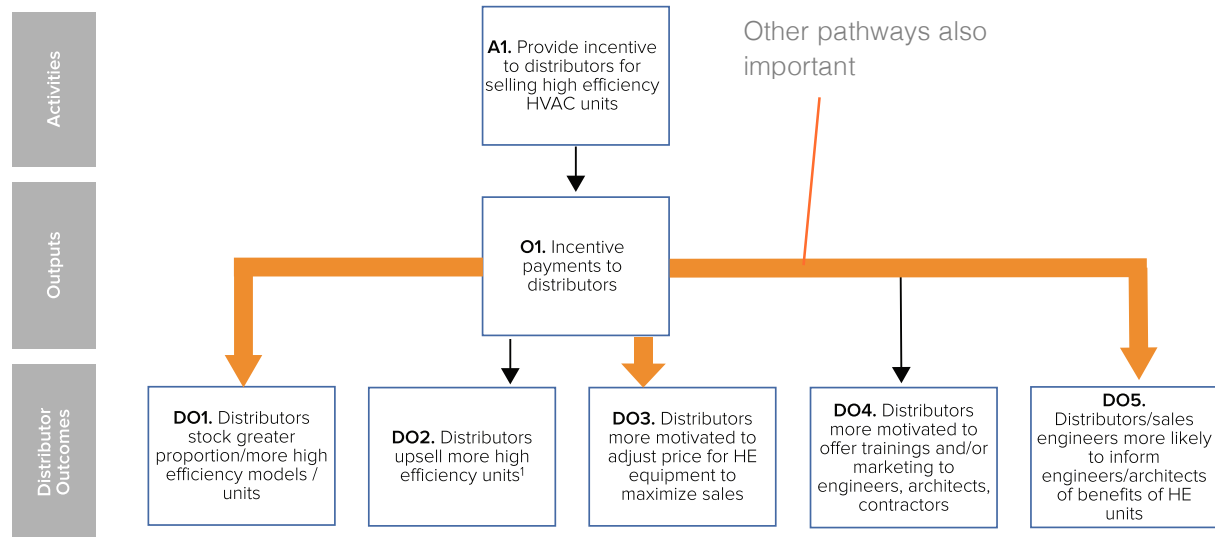 Activities
A1. Provide incentive
to distributors for
selling high efficiency
HVAC units
Other pathways also
important
Outputs
O1. Incentive
payments to
distributors
Distributor
Outcomes
DO1. Distributors
stock greater
proportion/more high
efficiency models /
units
DO2. Distributors
upsell more high
efficiency units¹
DO3. Distributors
more motivated to
adjust price for HE
equipment to
maximize sales
DO4. Distributors
more motivated to
offer trainings and/or
marketing to
engineers, architects,
contractors
DO5.
Distributors/sales
engineers more likely
to inform
engineers/architects
of benefits of HE
units